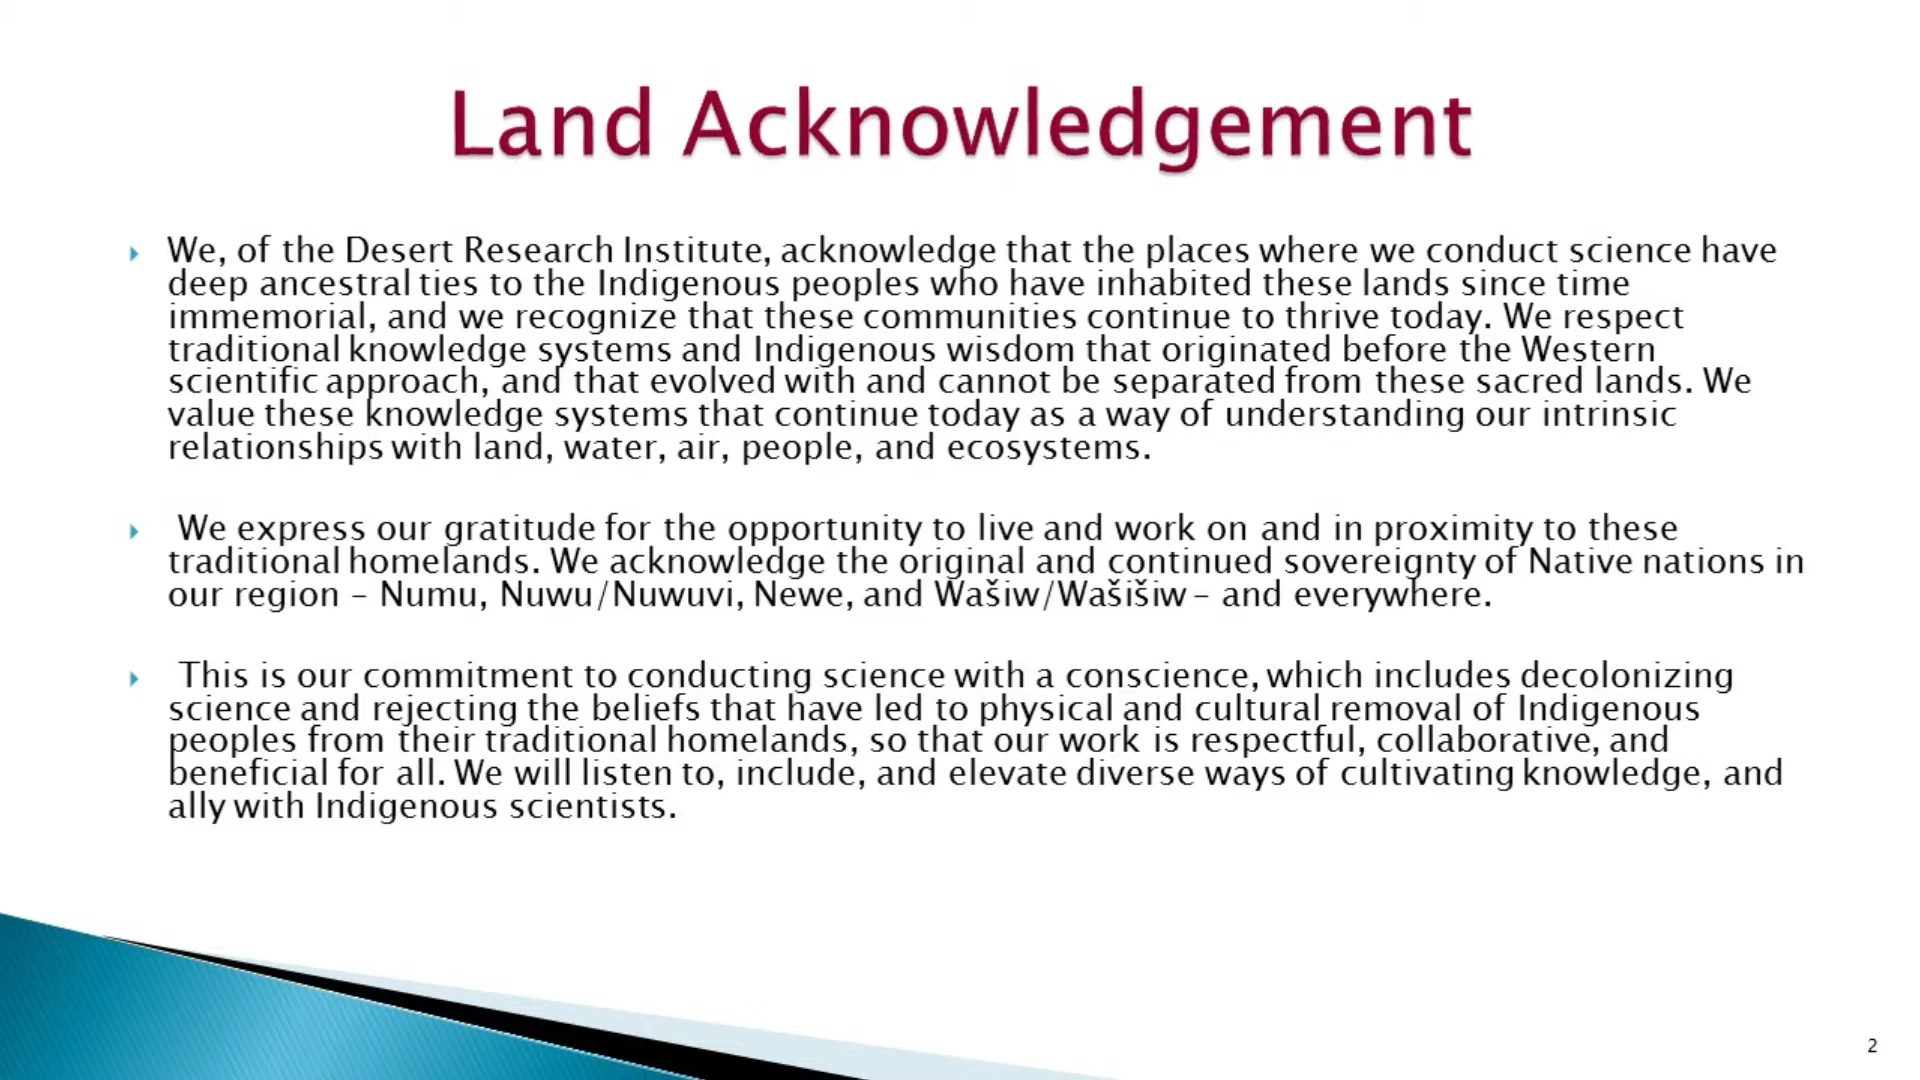 Land Acknowledgement
We, of the Desert Research Institute, acknowledge that the places where we conduct science have
deep ancestral ties to the Indigenous peoples who have inhabited these lands since time
immemorial, and we recognize that these communities continue to thrive today. We respect
traditional knowledge systems and Indigenous wisdom that originated before the Western
scientific approach, and that evolved with and cannot be separated from these sacred lands. We
value these knowledge systems that continue today as a way of understanding our intrinsic
relationships with land, water, air, people, and ecosystems.
We express our gratitude for the opportunity to live and work on and in proximity to these
traditional homelands. We acknowledge the original and continued sovereignty of Native nations in
our region – Numu, Nuwu/Nuwuvi, Newe, and Wašiw/Wašišiw – and everywhere.
This is our commitment to conducting science with a conscience, which includes decolonizing
science and rejecting the beliefs that have led to physical and cultural removal of Indigenous
peoples from their traditional homelands, so that our work is respectful, collaborative, and
beneficial for all. We will listen to, include, and elevate diverse ways of cultivating knowledge, and
ally with Indigenous scientists.
2